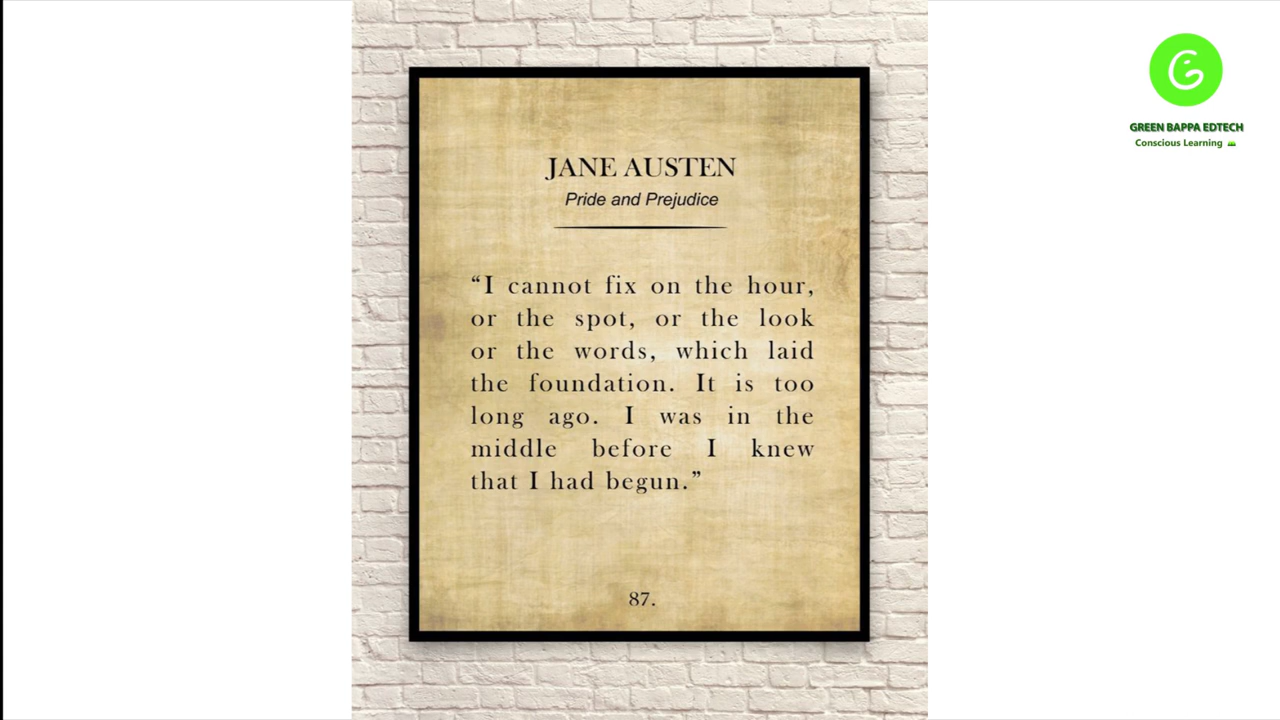 JANE AUSTEN
Pride and Prejudice
“I cannot fix on the hour,
or the spot, or the look
or the words, which laid
the foundation. It is too
long ago. I was in the
middle before I knew
that I had begun.”
87.
G
GREEN BAPPA EDTECH
Conscious Learning